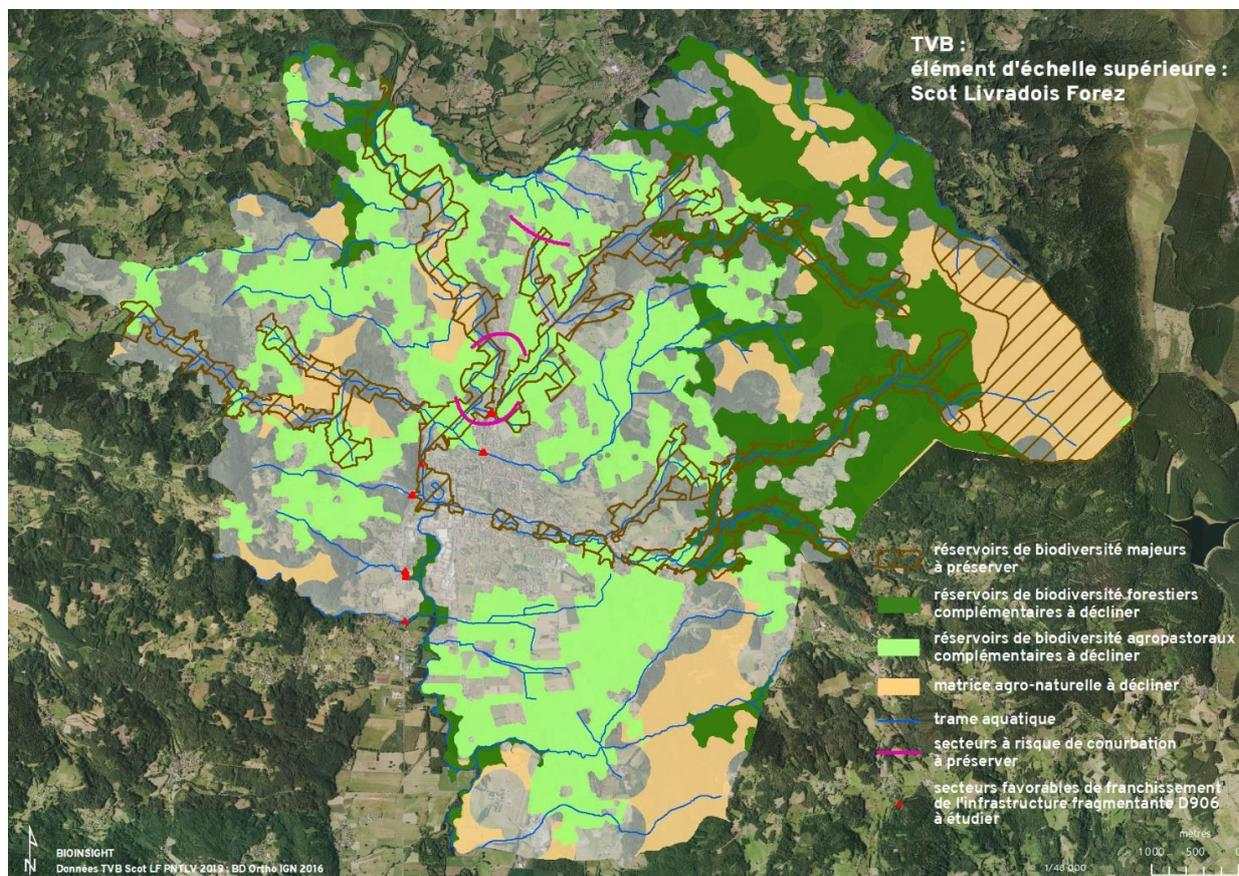 TVB :
élément d'échelle supérieure :
Scot Livradois Forez
réservoirs de biodiversité majeurs
à préserver
réservoirs de biodiversité forestiers
complémentaires à décliner
réservoirs de biodiversité agropastoraux
complémentaires à décliner
matrice agro-naturelle à décliner
trame aquatique
secteurs à risque de conurbation
à préserver
secteurs favorables de franchissement
de l'infrastructure fragmentante D906
à étudier
mètres
1000 500 0
1/48 000
N
BIOINSIGHT
Données TVB Scot LF PNTLV 2019 ; BD Ortho IGN 2016